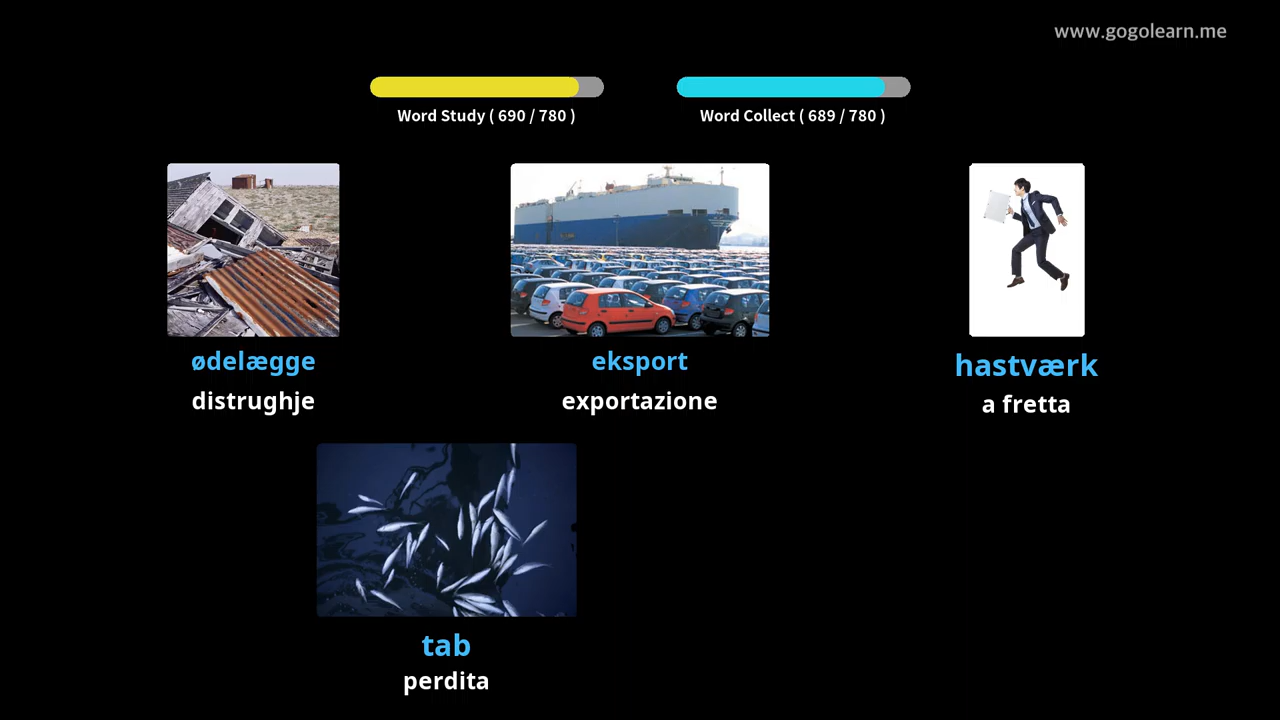 www.gogolearn.me
Word Study ( 690 / 780 )
Word Collect ( 689 / 780 )
ødelægge
distrughje
eksport
exportazione
hastværk
a fretta
tab
perdita